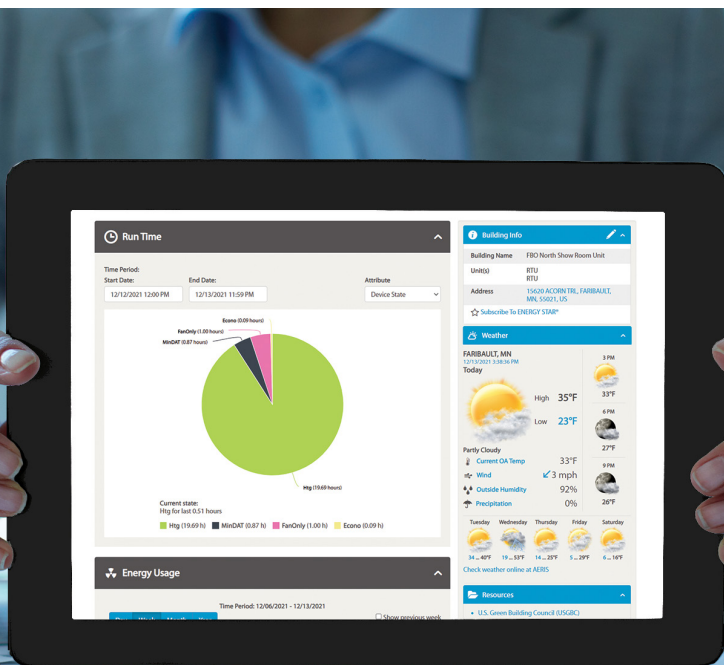 Run Time
Time Period:
Start Date:
End Date:
Attribute
12/12/2021 12:00 PM
12/13/2021 11:59 PM
Device State
Econo (0.09 hours)
FanOnly (1.00 hours)
MinDAT (0.87 hours)
Htg (19.69 hours)
Current state:
Htg for last 0.51 hours
Htg (19.69 h) MinDAT (0.87 h) FanOnly (1.00 h) Econo (0.09 h)
Energy Usage
Time Period: 12/06/2021 - 12/13/2021
Day Week Month Year
Show previous week
Building Info
Building Name FBO North Show Room Unit
Unit(s) RTU
RTU
Address 15620 ACORN TRL, FARIBAULT,
MN, 55021, US
Subscribe To ENERGY STAR®
Weather
FARIBAULT, MN
12/13/2021 3:38:36 PM
Today
High 35°F
Low 23°F
Partly Cloudy
Current OA Temp 33°F
Wind 3 mph
Outside Humidity 92%
Precipitation 0%
3 PM
33°F
6 PM
27°F
9 PM
26°F
Tuesday Wednesday Thursday Friday Saturday
34 ... 40°F 19 ... 53°F 14 ... 25°F 5 ... 29°F 6 ... 16°F
Check weather online at AERIS
Resources
U.S. Green Building Council (USGBC)